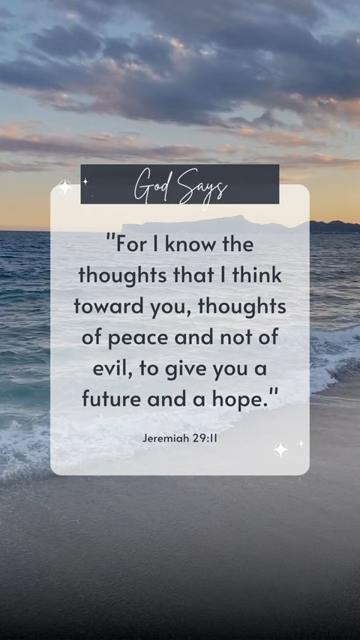 God Says
"For I know the
thoughts that I think
toward you, thoughts
of peace and not of
evil, to give you a
future and a hope."
Jeremiah 29:11